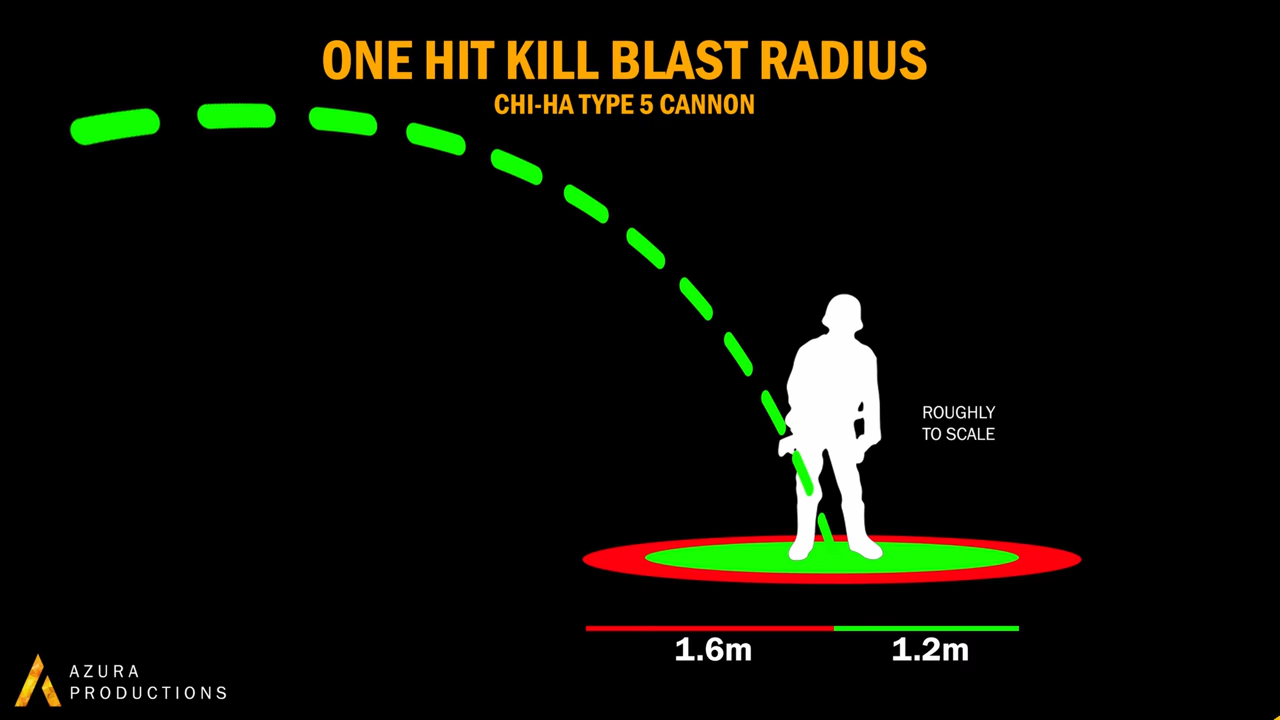 ONE HIT KILL BLAST RADIUS
CHI-HA TYPE 5 CANNON
ROUGHLY
TO SCALE
1.6m 1.2m
AZURA
PRODUCTIONS